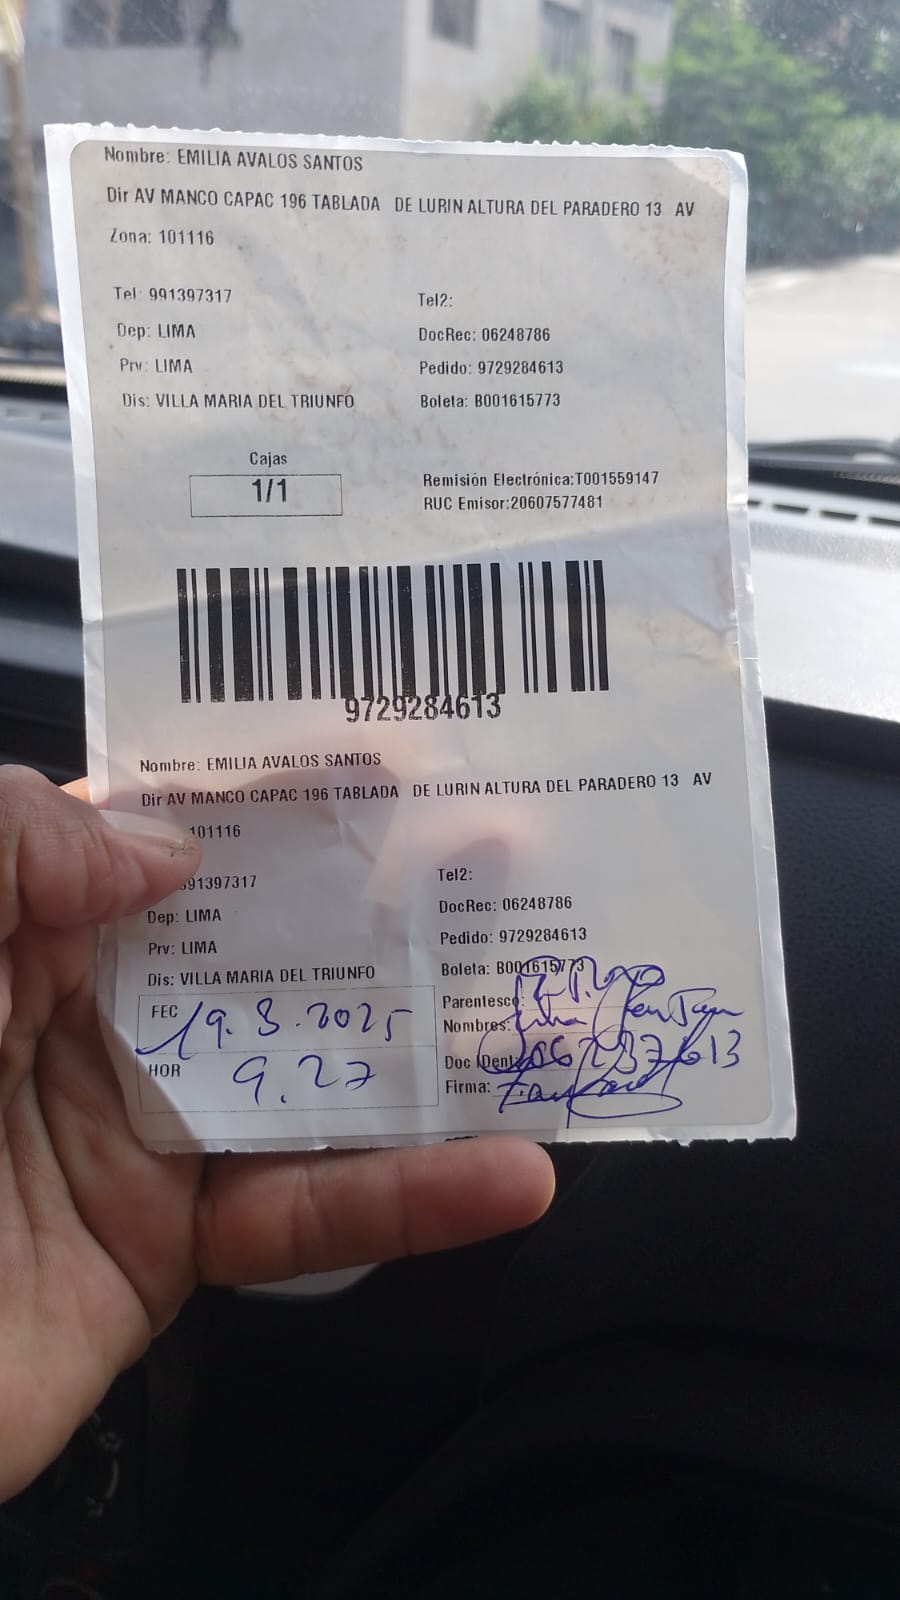 Nombre: EMILIA AVALOS SANTOS
Dir AV MANCO CAPAC 196 TABLADA DE LURIN ALTURA DEL PARADERO 13 AV
Zona: 101116
Tel: 991397317 Tel2:
Dep: LIMA DocRec: 06248786
Prv: LIMA Pedido: 9729284613
Dis: VILLA MARIA DEL TRIUNFO Boleta: B001615773
Cajas
1/1
Remisión Electrónica:T001559147
RUC Emisor:20607577481
9729284613
Nombre: EMILIA AVALOS SANTOS
Dir AV MANCO CAPAC 196 TABLADA DE LURIN ALTURA DEL PARADERO 13 AV
101116
91397317 Tel2:
Dep: LIMA DocRec: 06248786
Prv: LIMA Pedido: 9729284613
Dis: VILLA MARIA DEL TRIUNFO Boleta: B001615773
FEC 19.3.2025 Parentesco:
Nombres:
HOR 9.27 Doc Ident
Firma: